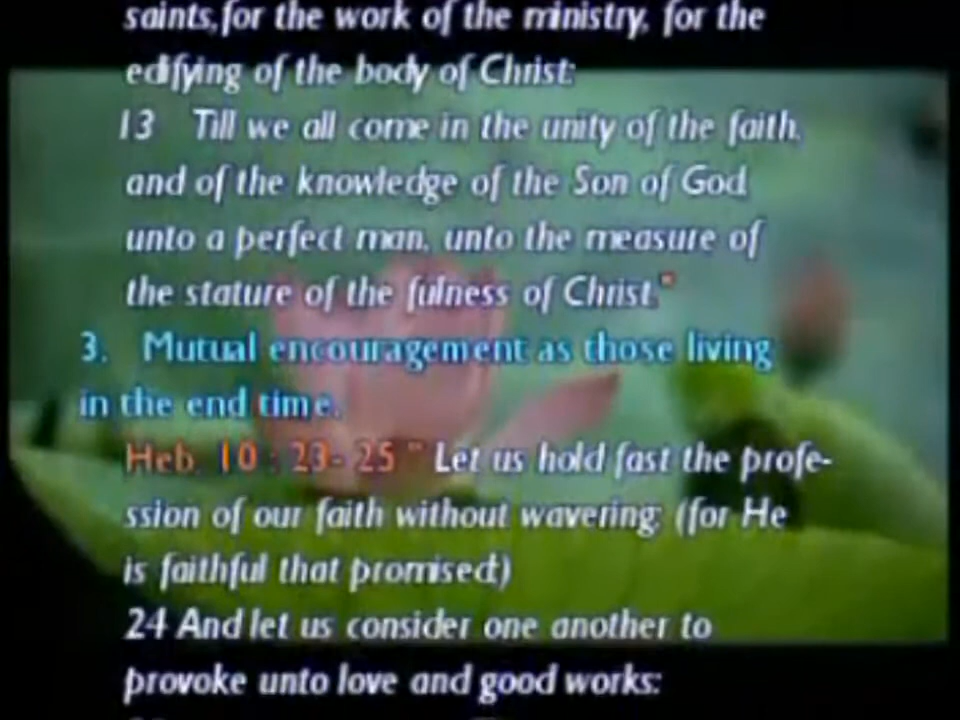 saints,for the work of the ministry, for the
edifying of the body of Christ:
13 Till we all come in the unity of the faith,
and of the knowledge of the Son of God,
unto a perfect man, unto the measure of
the stature of the fulness of Christ."
3. Mutual encouragement as those living
in the end time.
Heb. 10 : 23- 25 " Let us hold fast the profe-
ssion of our faith without wavering; (for He
is faithful that promised;)
24 And let us consider one another to
provoke unto love and good works: